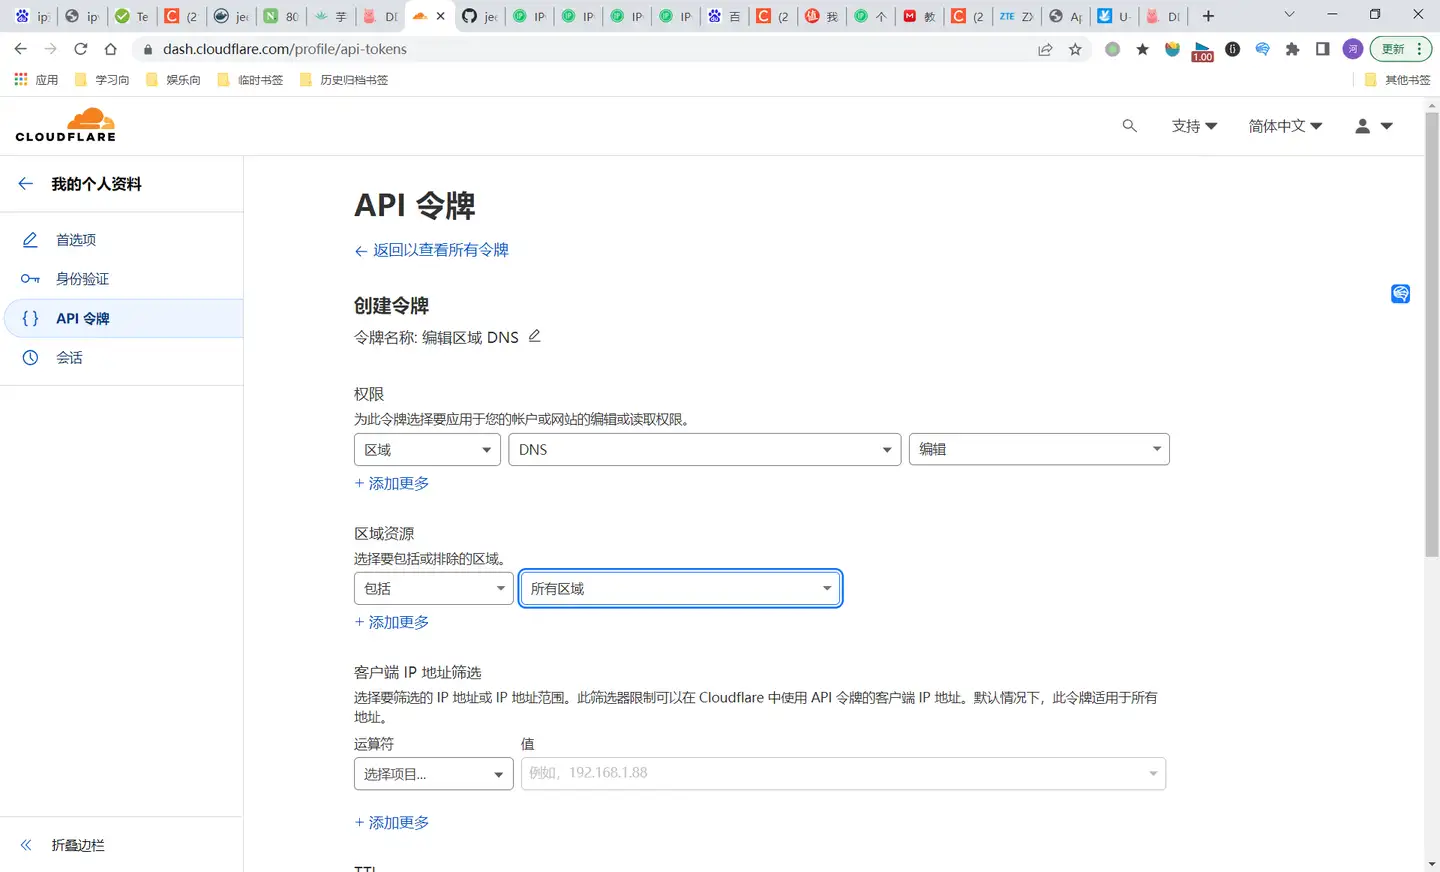 ip
ip
Te
(2
jee
80
芋
DD
jee
IP
IP
IP
IP
百
(2
我
个
教
(2
ZTE ZX
Ap
U-
DD
dash.cloudflare.com/profile/api-tokens
1.00
河
更新
应用
学习向
娱乐向
临时书签
历史归档书签
其他书签
CLOUDFLARE
支持
简体中文
我的个人资料
首选项
身份验证
API 令牌
会话
折叠边栏
API 令牌
← 返回以查看所有令牌
创建令牌
令牌名称: 编辑区域 DNS
权限
为此令牌选择要应用于您的帐户或网站的编辑或读取权限。
区域
DNS
编辑
+ 添加更多
区域资源
选择要包括或排除的区域。
包括
所有区域
+ 添加更多
客户端 IP 地址筛选
选择要筛选的 IP 地址或 IP 地址范围。此筛选器限制可以在 Cloudflare 中使用 API 令牌的客户端 IP 地址。默认情况下，此令牌适用于所有
地址。
运算符
值
选择项目...
例如，192.168.1.88
+ 添加更多
TTL